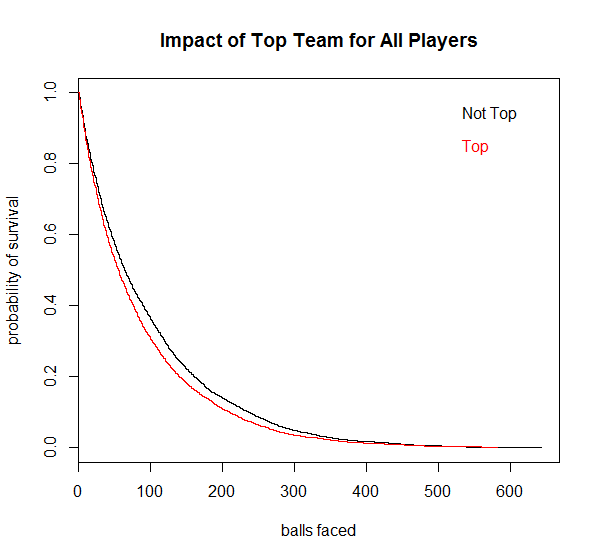 Impact of Top Team for All Players
Not Top
Top
probability of survival
1.0
0.8
0.6
0.4
0.2
0.0
0 100 200 300 400 500 600
balls faced